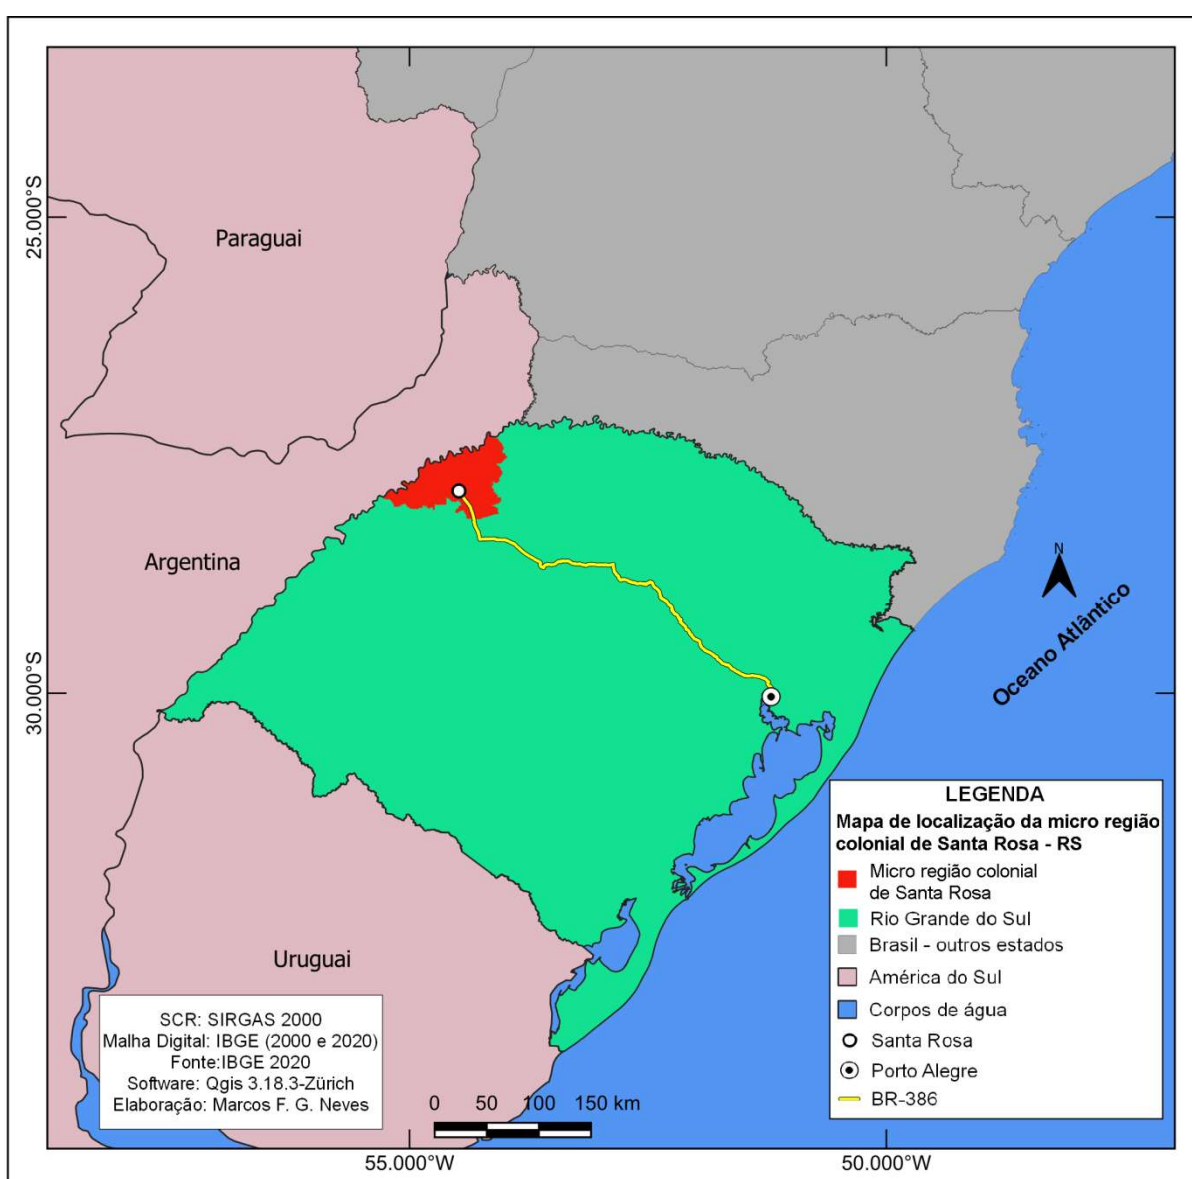 25.000°S
Paraguai
Argentina
N
Oceano Atlântico
30.000°S
Uruguai
LEGENDA
Mapa de localização da micro região
colonial de Santa Rosa - RS
Micro região colonial
de Santa Rosa
Rio Grande do Sul
Brasil - outros estados
América do Sul
Corpos de água
Santa Rosa
Porto Alegre
BR-386
SCR: SIRGAS 2000
Malha Digital: IBGE (2000 e 2020)
Fonte:IBGE 2020
Software: Qgis 3.18.3-Zürich
Elaboração: Marcos F. G. Neves
0 50 100 150 km
55.000°W
50.000°W